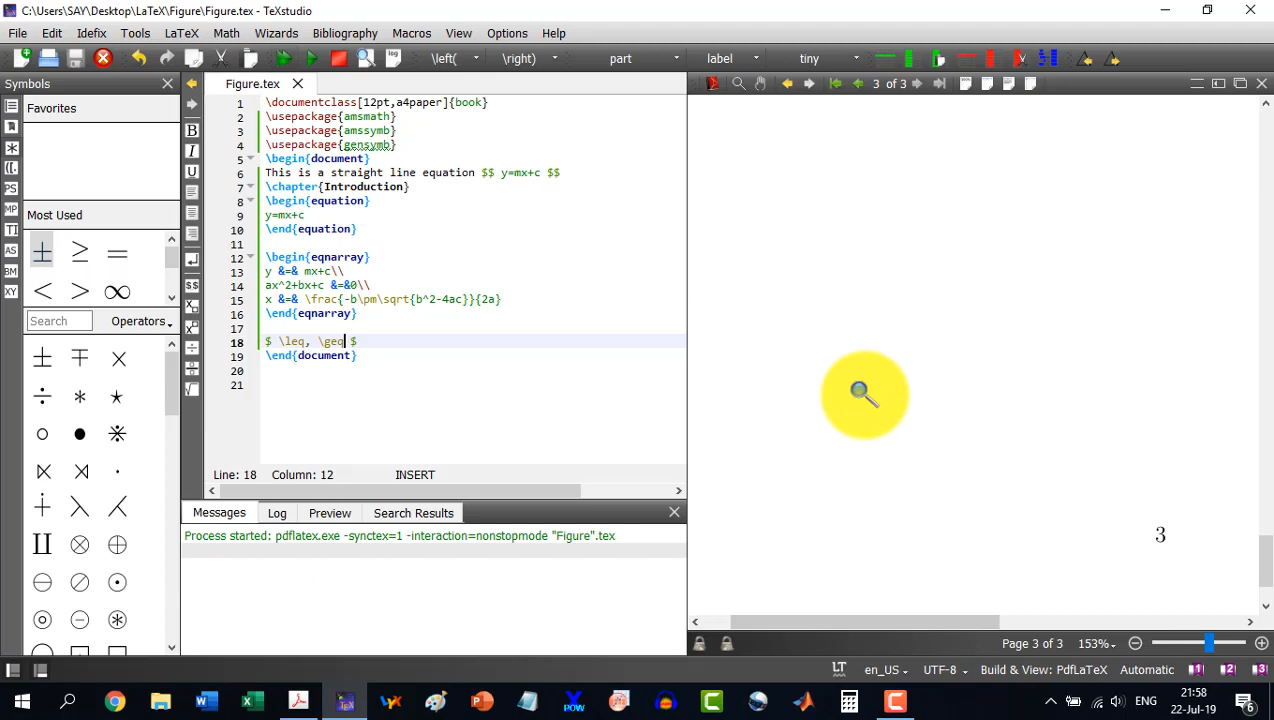 C:\Users\SAY\Desktop\LaTeX\Figure\Figure.tex - TeXstudio
File Edit Idefix Tools LaTeX Math Wizards Bibliography Macros View Options Help
\left( \right) part label tiny
Symbols
Figure.tex
3 of 3
Favorites
Most Used
± ≥ =
< > ∞
Search Operators
1 \documentclass[12pt,a4paper]{book}
2 \usepackage{amsmath}
3 \usepackage{amssymb}
4 \usepackage{gensymb}
5 \begin{document}
6 This is a straight line equation $$ y=mx+c $$
7 \chapter{Introduction}
8 \begin{equation}
9 y=mx+c
10 \end{equation}
11
12 \begin{eqnarray}
13 y &=& mx+c\\
14 ax^2+bx+c &=&0\\
15 x &=& \frac{-b\pm\sqrt{b^2-4ac}}{2a}
16 \end{eqnarray}
17
18 $ \leq, \geq $
19 \end{document}
20
21
Line: 18 Column: 12 INSERT
Messages Log Preview Search Results
Process started: pdflatex.exe -synctex=1 -interaction=nonstopmode "Figure".tex
3
Page 3 of 3 153%
LT en_US UTF-8 Build & View: PdfLaTeX Automatic 1 2 3
ENG 21:58
22-Jul-19 6